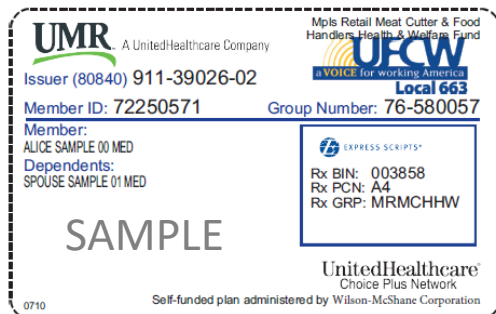 UMR A UnitedHealthcare Company
Mpls Retail Meat Cutter & Food
Handlers Health & Welfare Fund
UFCW
a VOICE for working America
Local 663
Issuer (80840) 911-39026-02
Member ID: 72250571 Group Number: 76-580057
Member:
ALICE SAMPLE 00 MED
Dependents:
SPOUSE SAMPLE 01 MED
SAMPLE
EXPRESS SCRIPTS®
Rx BIN: 003858
Rx PCN: A4
Rx GRP: MRMCHHW
UnitedHealthcare®
Choice Plus Network
0710 Self-funded plan administered by Wilson-McShane Corporation